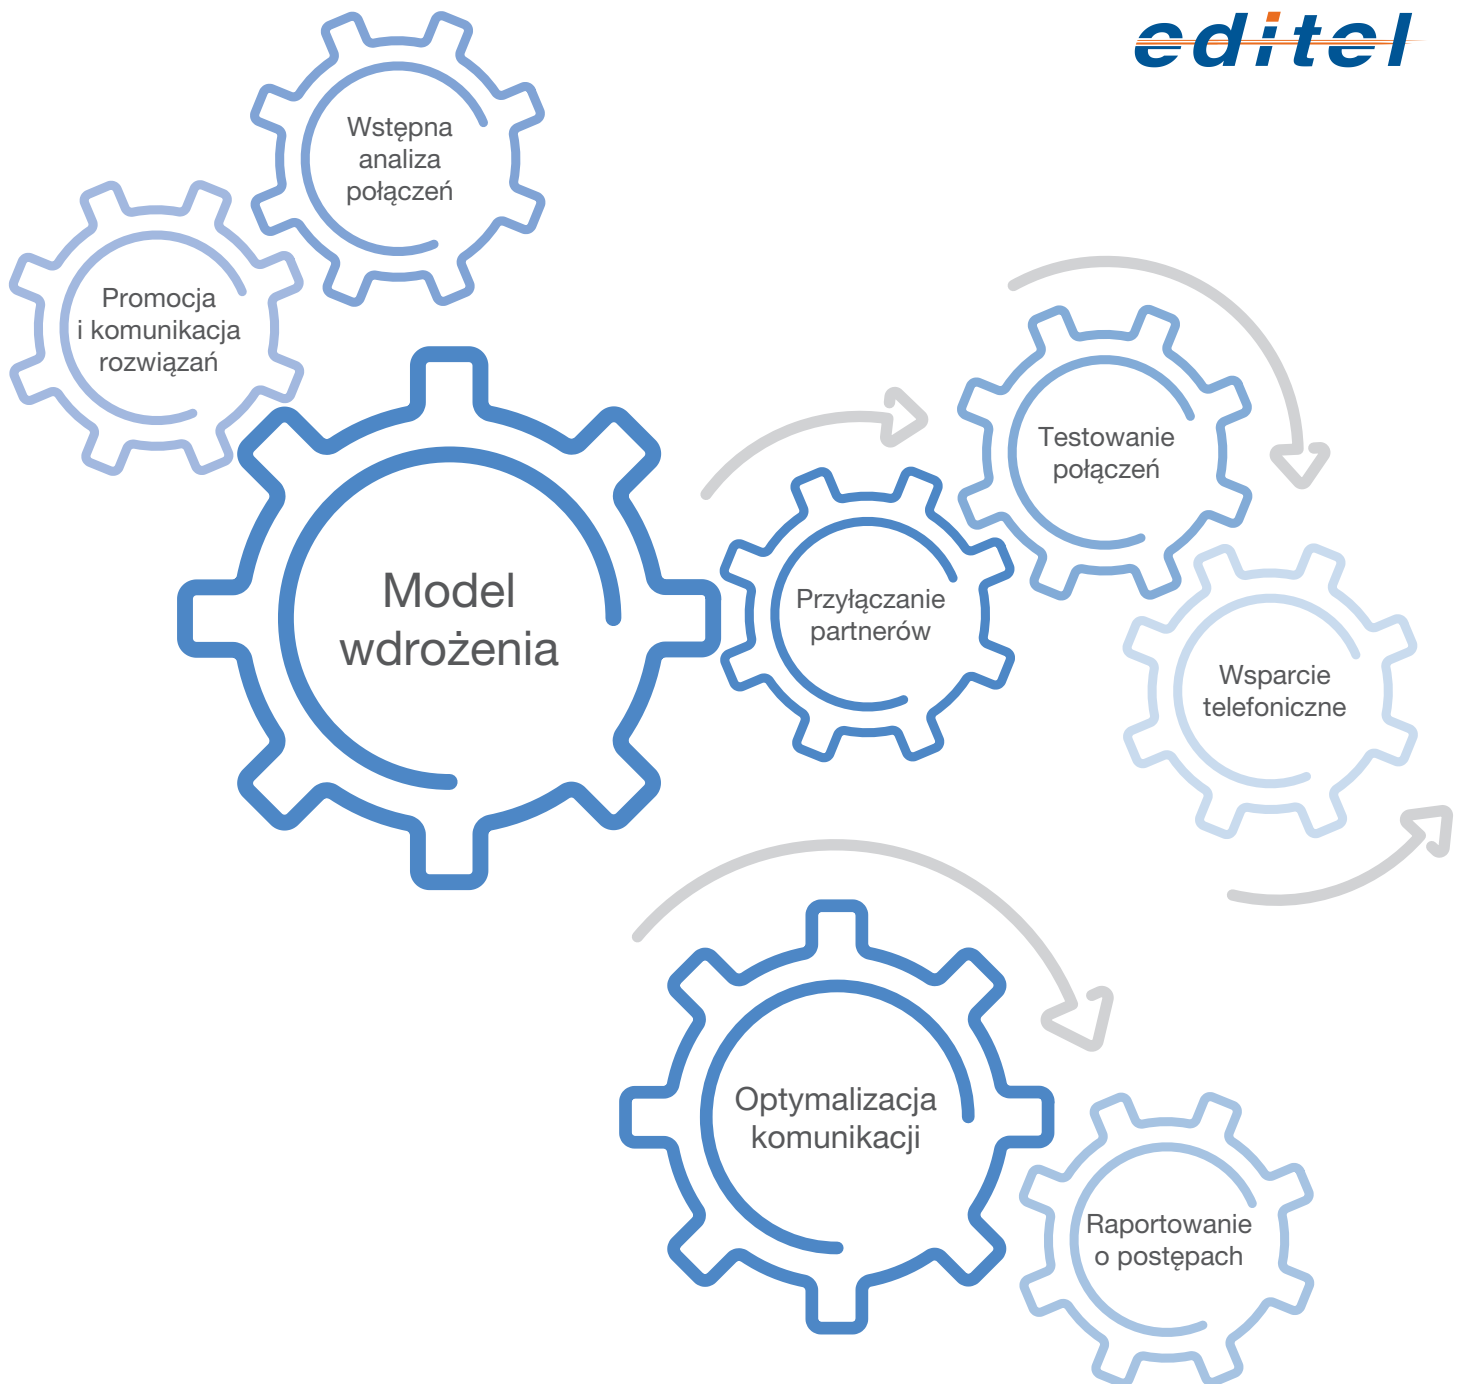 editel
Wstępna
analiza
połączeń
Promocja
i komunikacja
rozwiązań
Testowanie
połączeń
Model
wdrożenia
Przyłączanie
partnerów
Wsparcie
telefoniczne
Optymalizacja
komunikacji
Raportowanie
o postępach